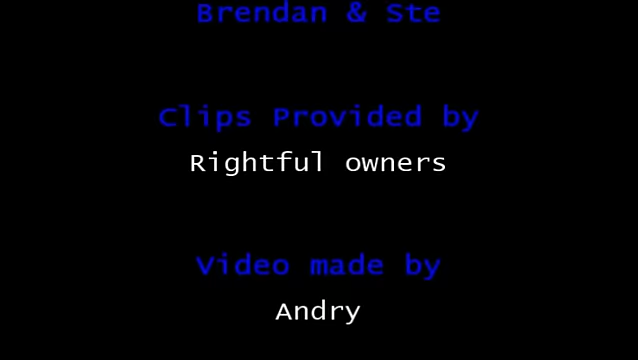 Brendan & Ste
Clips Provided by
Rightful owners
Video made by
Andry